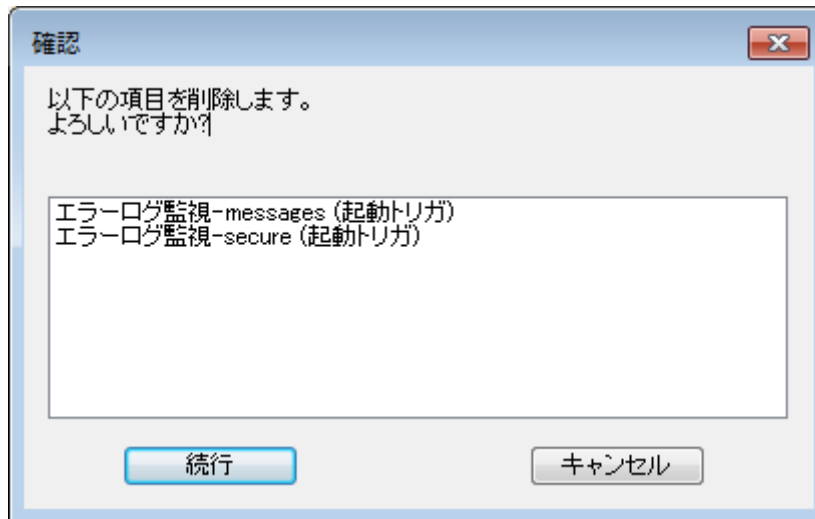 確認
以下の項目を削除します。
よろしいですか?
エラーログ監視-messages (起動トリガ)
エラーログ監視-secure (起動トリガ)
続行
キャンセル